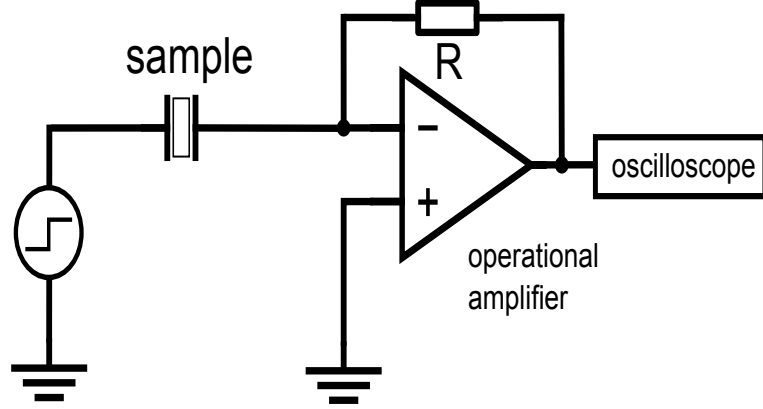 sample
R
−
+
oscilloscope
operational
amplifier